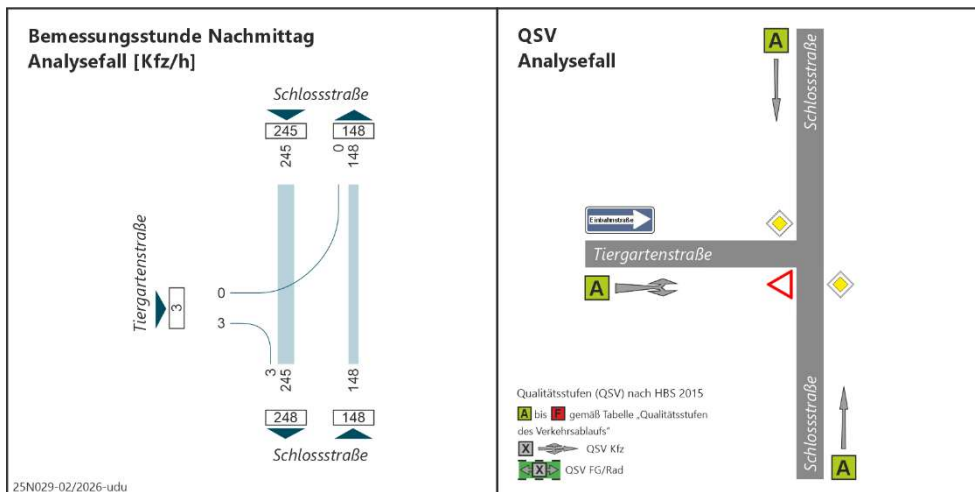 Bemessungsstunde Nachmittag
Analysefall [Kfz/h]
Schlossstraße
245
148
245
0
148
Tiergartenstraße
3
0
3
3
245
148
248
148
Schlossstraße
25N029-02/2026-udu
QSV
Analysefall
A
Schlossstraße
Einbahnstraße
Tiergartenstraße
A
Qualitätsstufen (QSV) nach HBS 2015
A bis F gemäß Tabelle „Qualitätsstufen
des Verkehrsablaufs“
X QSV Kfz
X QSV FG/Rad
Schlossstraße
A